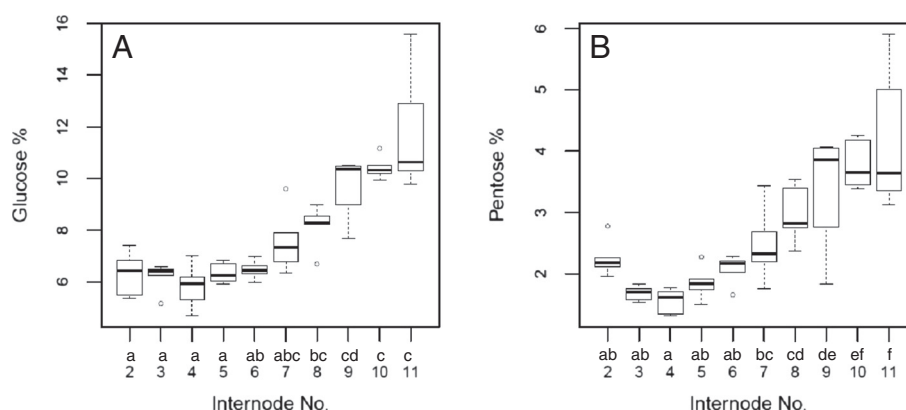 A
Glucose %
16
14
12
10
8
6
a a a a ab abc bc cd c c
2 3 4 5 6 7 8 9 10 11
Internode No.
B
Pentose %
6
5
4
3
2
ab ab a ab ab bc cd de ef f
2 3 4 5 6 7 8 9 10 11
Internode No.